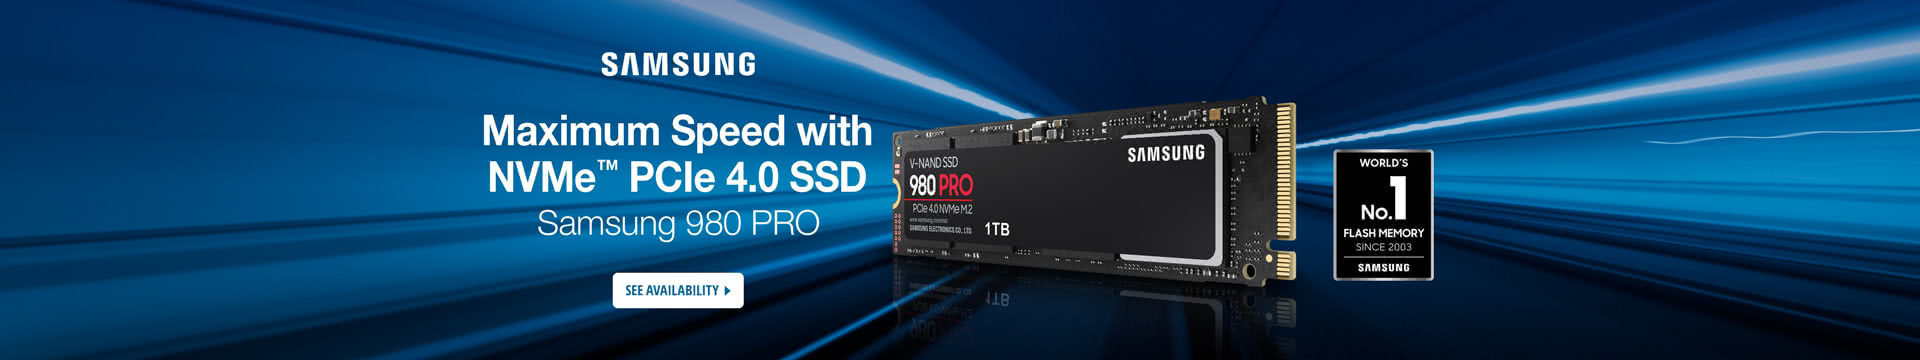 SAMSUNG
Maximum Speed with
NVMe™ PCIe 4.0 SSD
Samsung 980 PRO
SEE AVAILABILITY
V-NAND SSD
980 PRO
PCIe 4.0 NVMe M.2
SAMSUNG ELECTRONICS CO., LTD.
1TB
SAMSUNG
WORLD'S
No.1
FLASH MEMORY
SINCE 2003
SAMSUNG